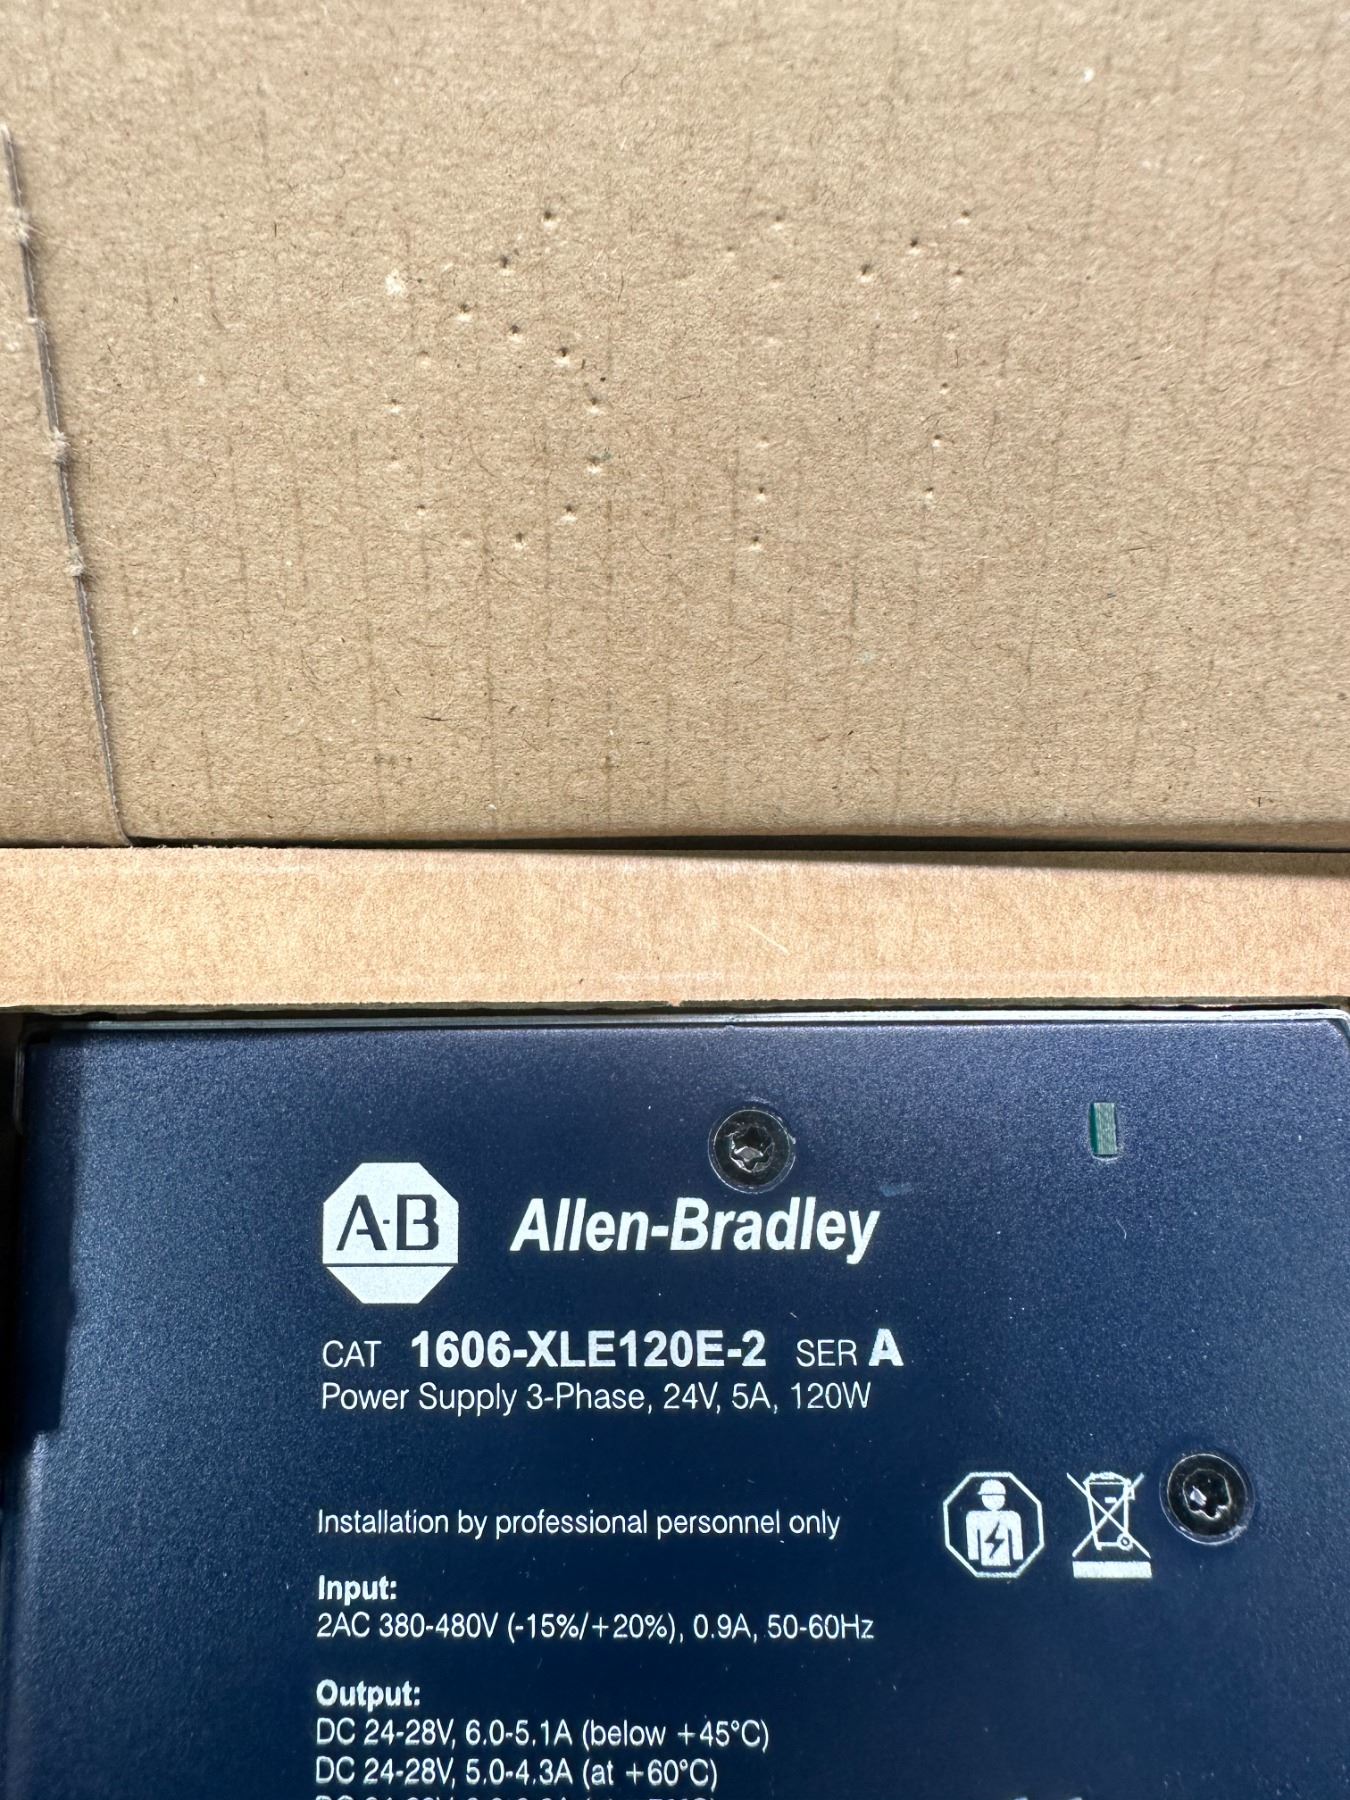 A·B Allen-Bradley
CAT 1606-XLE120E-2 SER A
Power Supply 3-Phase, 24V, 5A, 120W
Installation by professional personnel only
Input:
2AC 380-480V (-15%/+20%), 0.9A, 50-60Hz
Output:
DC 24-28V, 6.0-5.1A (below +45°C)
DC 24-28V, 5.0-4.3A (at +60°C)